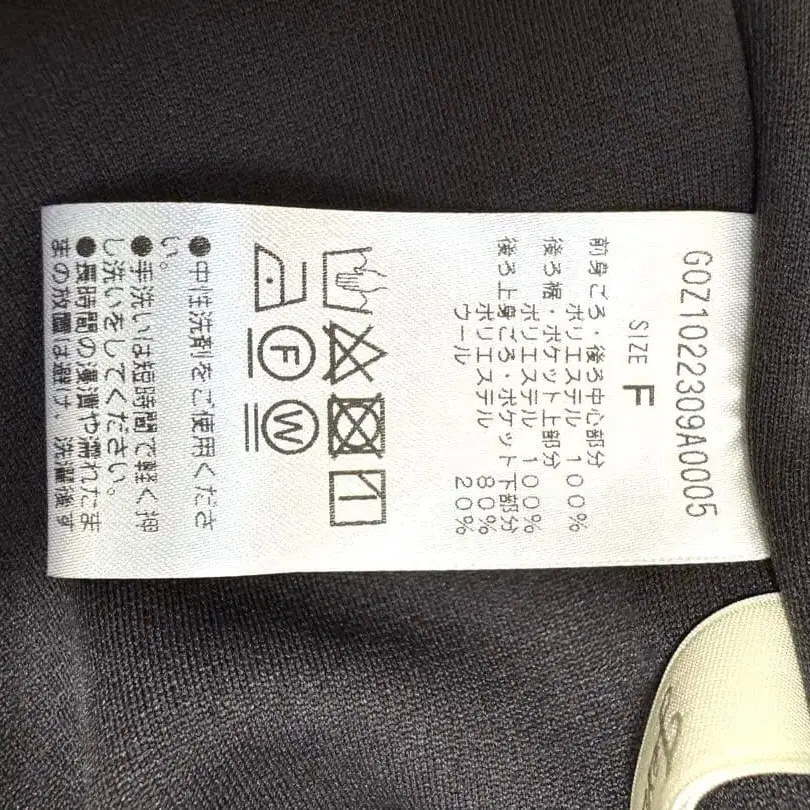 G0Z1022309A0005
SIZE F
前身ごろ・後ろ中心部分
ポリエステル 100%
後ろ裾・ポケット上部分
ポリエステル 100%
後ろ上身ごろ・ポケット下部分
ポリエステル 80%
ウール 20%
F
W
●中性洗剤をご使用くださ
い。
●手洗いは短時間で軽く押
し洗いをしてください。
●長時間の浸漬や濡れたま
まの放置は避け、洗濯後す